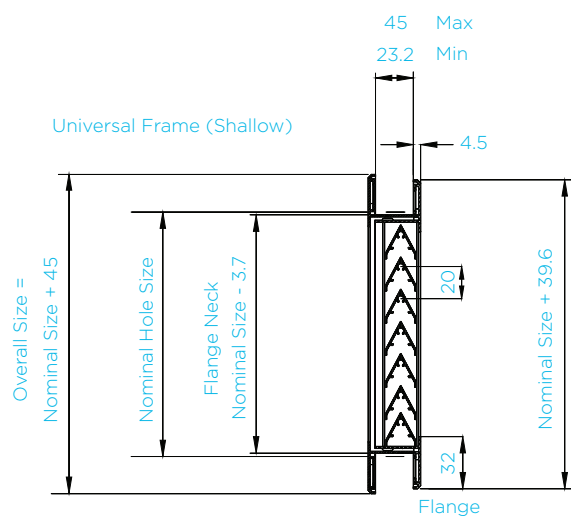 45 Max
23.2 Min
Universal Frame (Shallow)
4.5
Overall Size =
Nominal Size + 45
Nominal Hole Size
Flange Neck
Nominal Size - 3.7
20
Nominal Size + 39.6
32
Flange